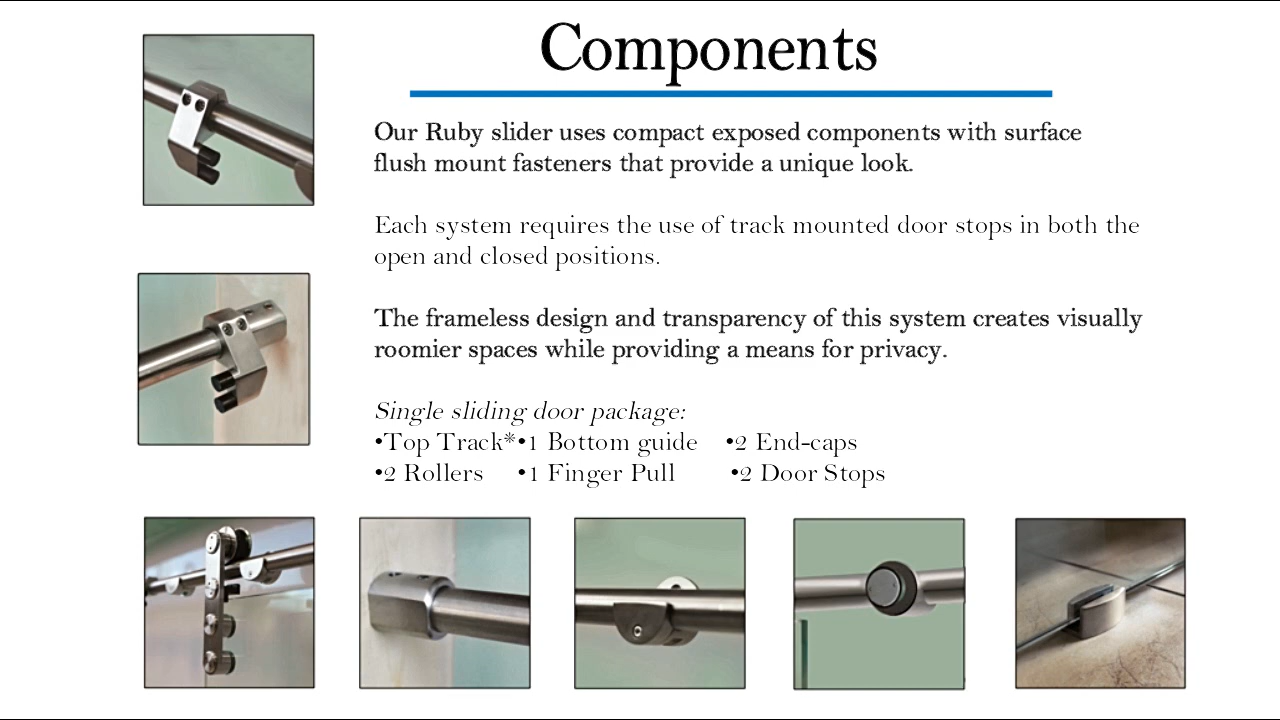 Components
Our Ruby slider uses compact exposed components with surface
flush mount fasteners that provide a unique look.
Each system requires the use of track mounted door stops in both the
open and closed positions.
The frameless design and transparency of this system creates visually
roomier spaces while providing a means for privacy.
Single sliding door package:
•Top Track*•1 Bottom guide •2 End-caps
•2 Rollers •1 Finger Pull •2 Door Stops